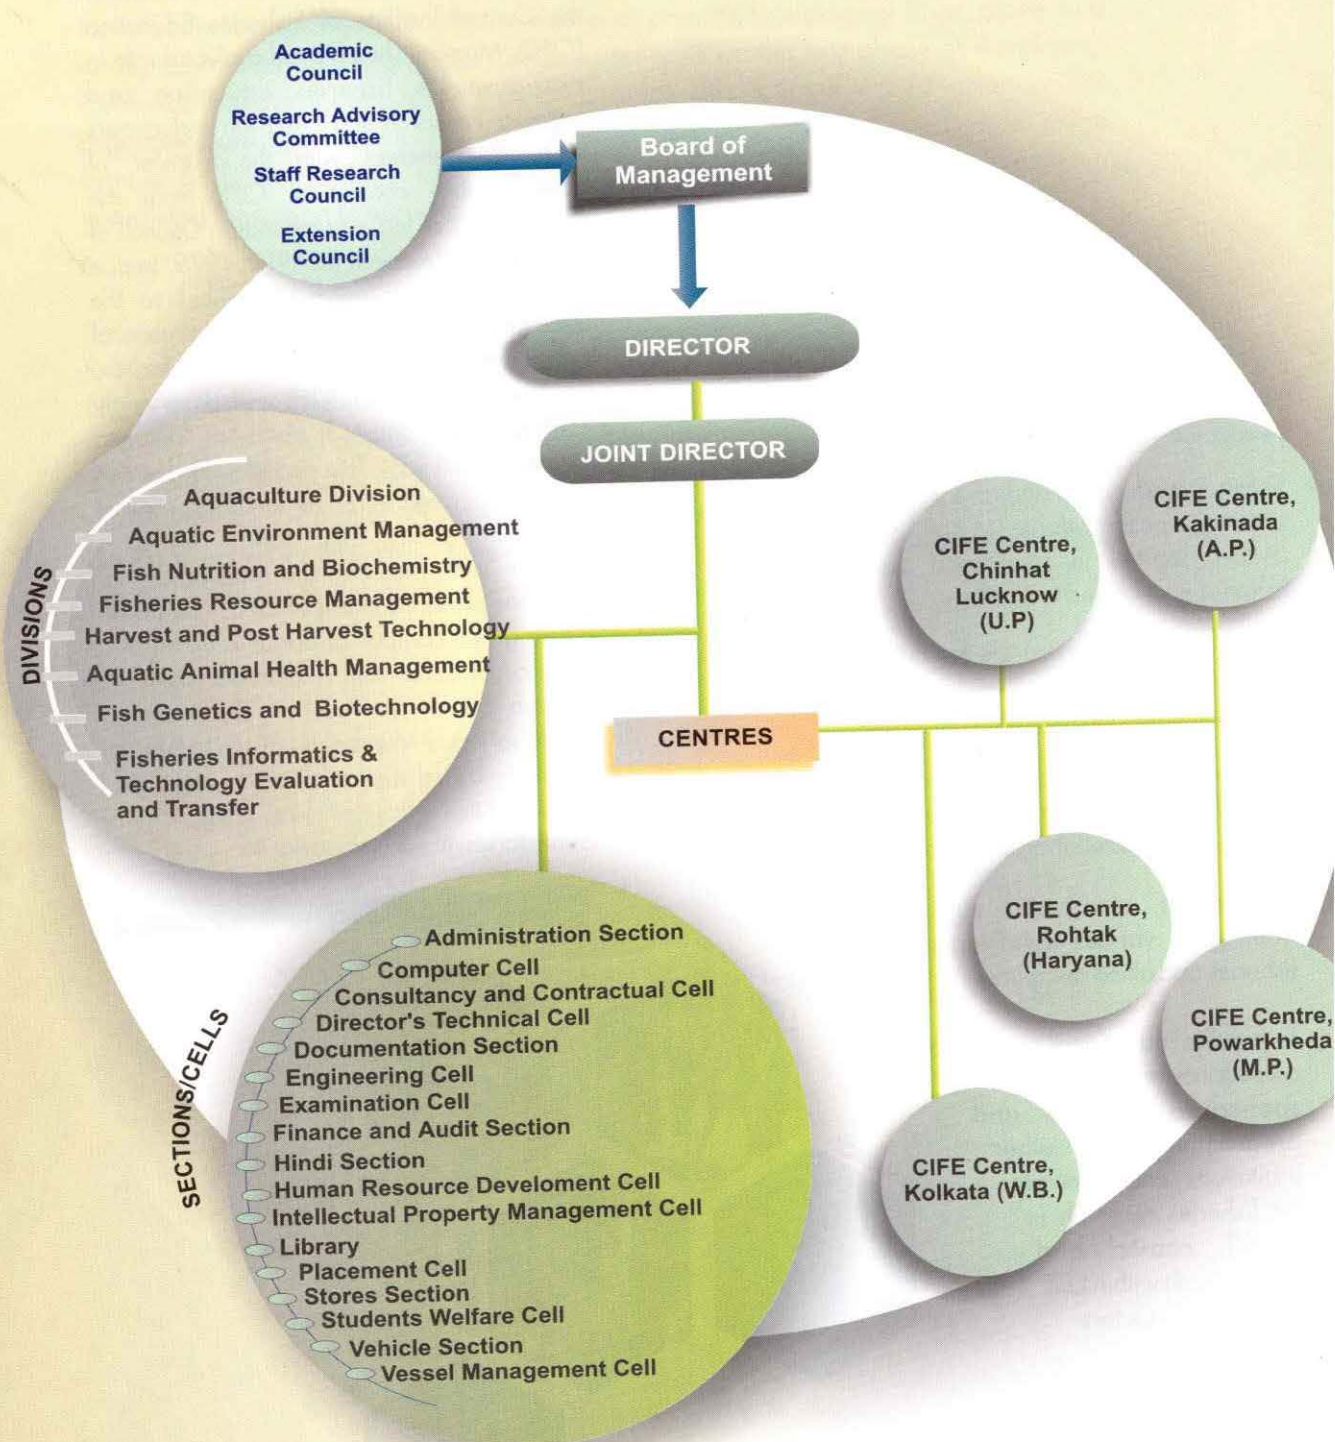 Academic
Council
Research Advisory
Committee
Staff Research
Council
Extension
Council
Board of
Management
DIRECTOR
JOINT DIRECTOR
DIVISIONS
Aquaculture Division
Aquatic Environment Management
Fish Nutrition and Biochemistry
Fisheries Resource Management
Harvest and Post Harvest Technology
Aquatic Animal Health Management
Fish Genetics and Biotechnology
Fisheries Informatics &
Technology Evaluation
and Transfer
CENTRES
CIFE Centre,
Chinhat
Lucknow
(U.P)
CIFE Centre,
Kakinada
(A.P.)
CIFE Centre,
Rohtak
(Haryana)
CIFE Centre,
Powarkheda
(M.P.)
CIFE Centre,
Kolkata (W.B.)
SECTIONS/CELLS
Administration Section
Computer Cell
Consultancy and Contractual Cell
Director's Technical Cell
Documentation Section
Engineering Cell
Examination Cell
Finance and Audit Section
Hindi Section
Human Resource Develoment Cell
Intellectual Property Management Cell
Library
Placement Cell
Stores Section
Students Welfare Cell
Vehicle Section
Vessel Management Cell